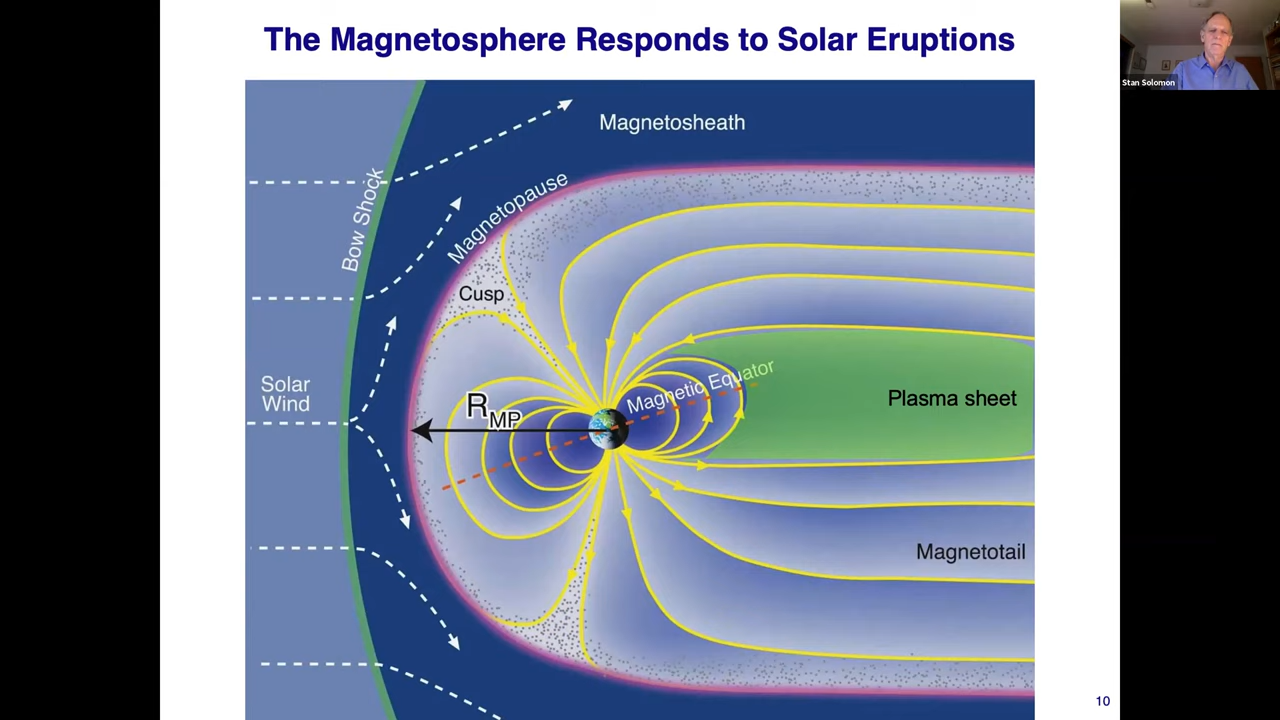 The Magnetosphere Responds to Solar Eruptions
Stan Solomon
Magnetosheath
Bow Shock
Magnetopause
Cusp
Solar
Wind
RMP
Magnetic Equator
Plasma sheet
Magnetotail
10